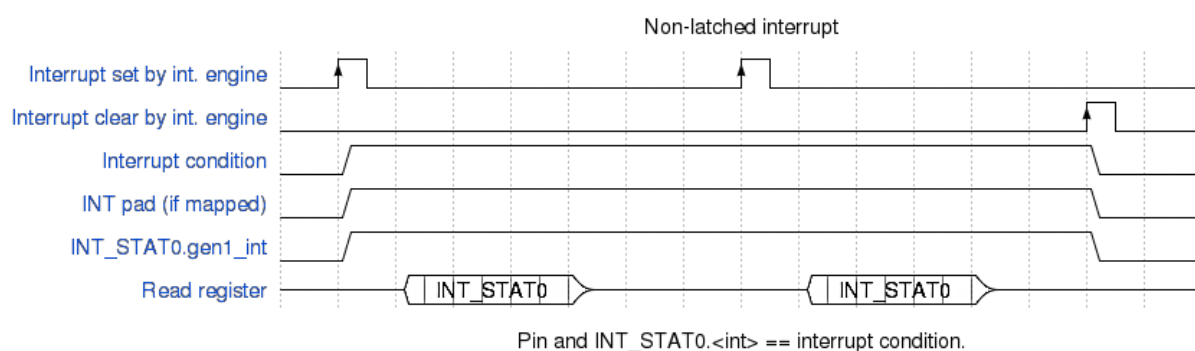 Non-latched interrupt
Interrupt set by int. engine
Interrupt clear by int. engine
Interrupt condition
INT pad (if mapped)
INT_STAT0.gen1_int
Read register INT_STAT0 INT_STAT0
Pin and INT_STAT0.<int> == interrupt condition.